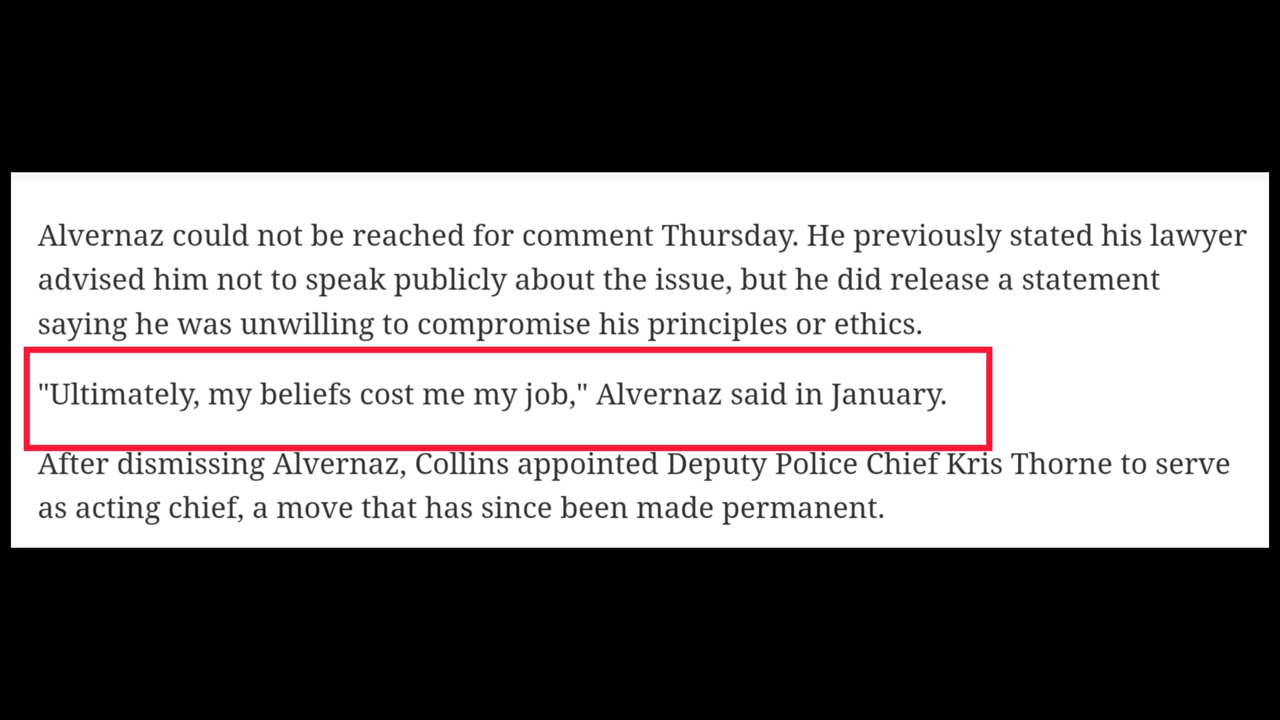 Alvernaz could not be reached for comment Thursday. He previously stated his lawyer
advised him not to speak publicly about the issue, but he did release a statement
saying he was unwilling to compromise his principles or ethics.
"Ultimately, my beliefs cost me my job," Alvernaz said in January.
After dismissing Alvernaz, Collins appointed Deputy Police Chief Kris Thorne to serve
as acting chief, a move that has since been made permanent.